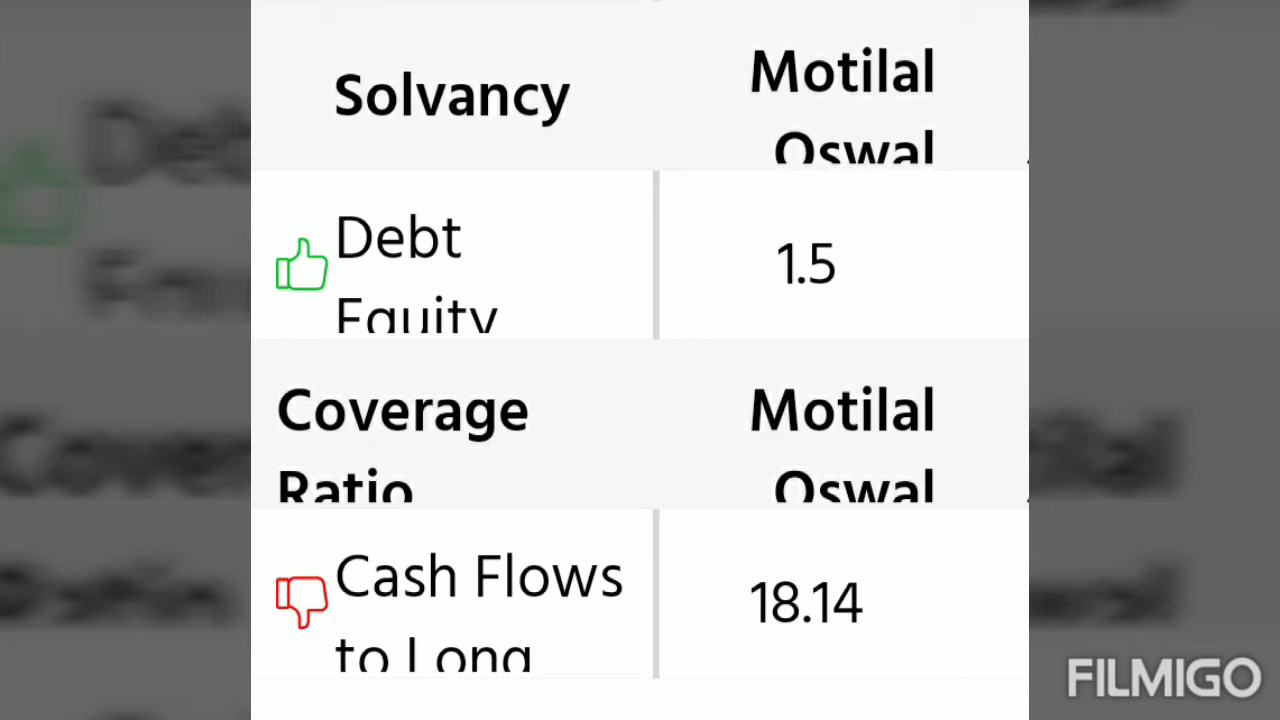 Solvancy
Motilal
Oswal
Debt
Equity
1.5
Coverage
Ratio
Motilal
Oswal
Cash Flows
to Long
18.14
FILMIGO